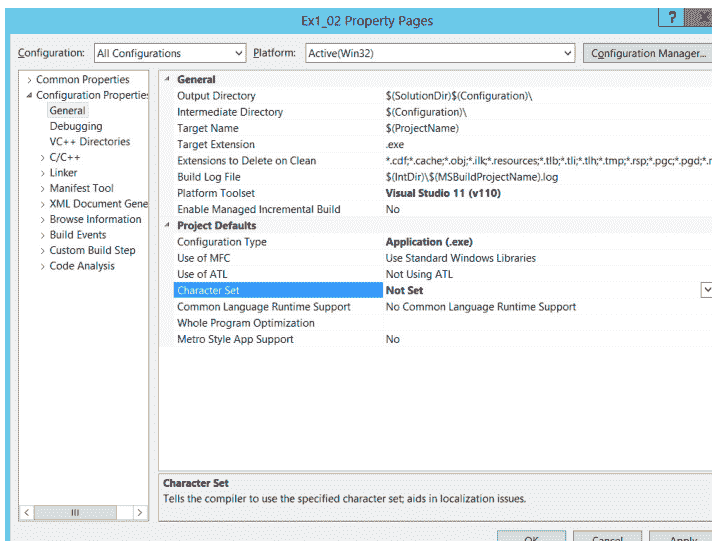 Ex1_02 Property Pages
?
Configuration: All Configurations Platform: Active(Win32) Configuration Manager...
Common Properties
Configuration Propertie
General
Debugging
VC++ Directories
C/C++
Linker
Manifest Tool
XML Document Gene
Browse Information
Build Events
Custom Build Step
Code Analysis
General
Output Directory $(SolutionDir)$(Configuration)\
Intermediate Directory $(Configuration)\
Target Name $(ProjectName)
Target Extension .exe
Extensions to Delete on Clean *.cdf;*.cache;*.obj;*.ilk;*.resources;*.tlb;*.tli;*.tlh;*.tmp;*.rsp;*.pgc;*.pgd;*.r
Build Log File $(IntDir)\$(MSBuildProjectName).log
Platform Toolset Visual Studio 11 (v110)
Enable Managed Incremental Build No
Project Defaults
Configuration Type Application (.exe)
Use of MFC Use Standard Windows Libraries
Use of ATL Not Using ATL
Character Set Not Set
Common Language Runtime Support No Common Language Runtime Support
Whole Program Optimization
Metro Style App Support No
Character Set
Tells the compiler to use the specified character set; aids in localization issues.
OK Cancel Apply